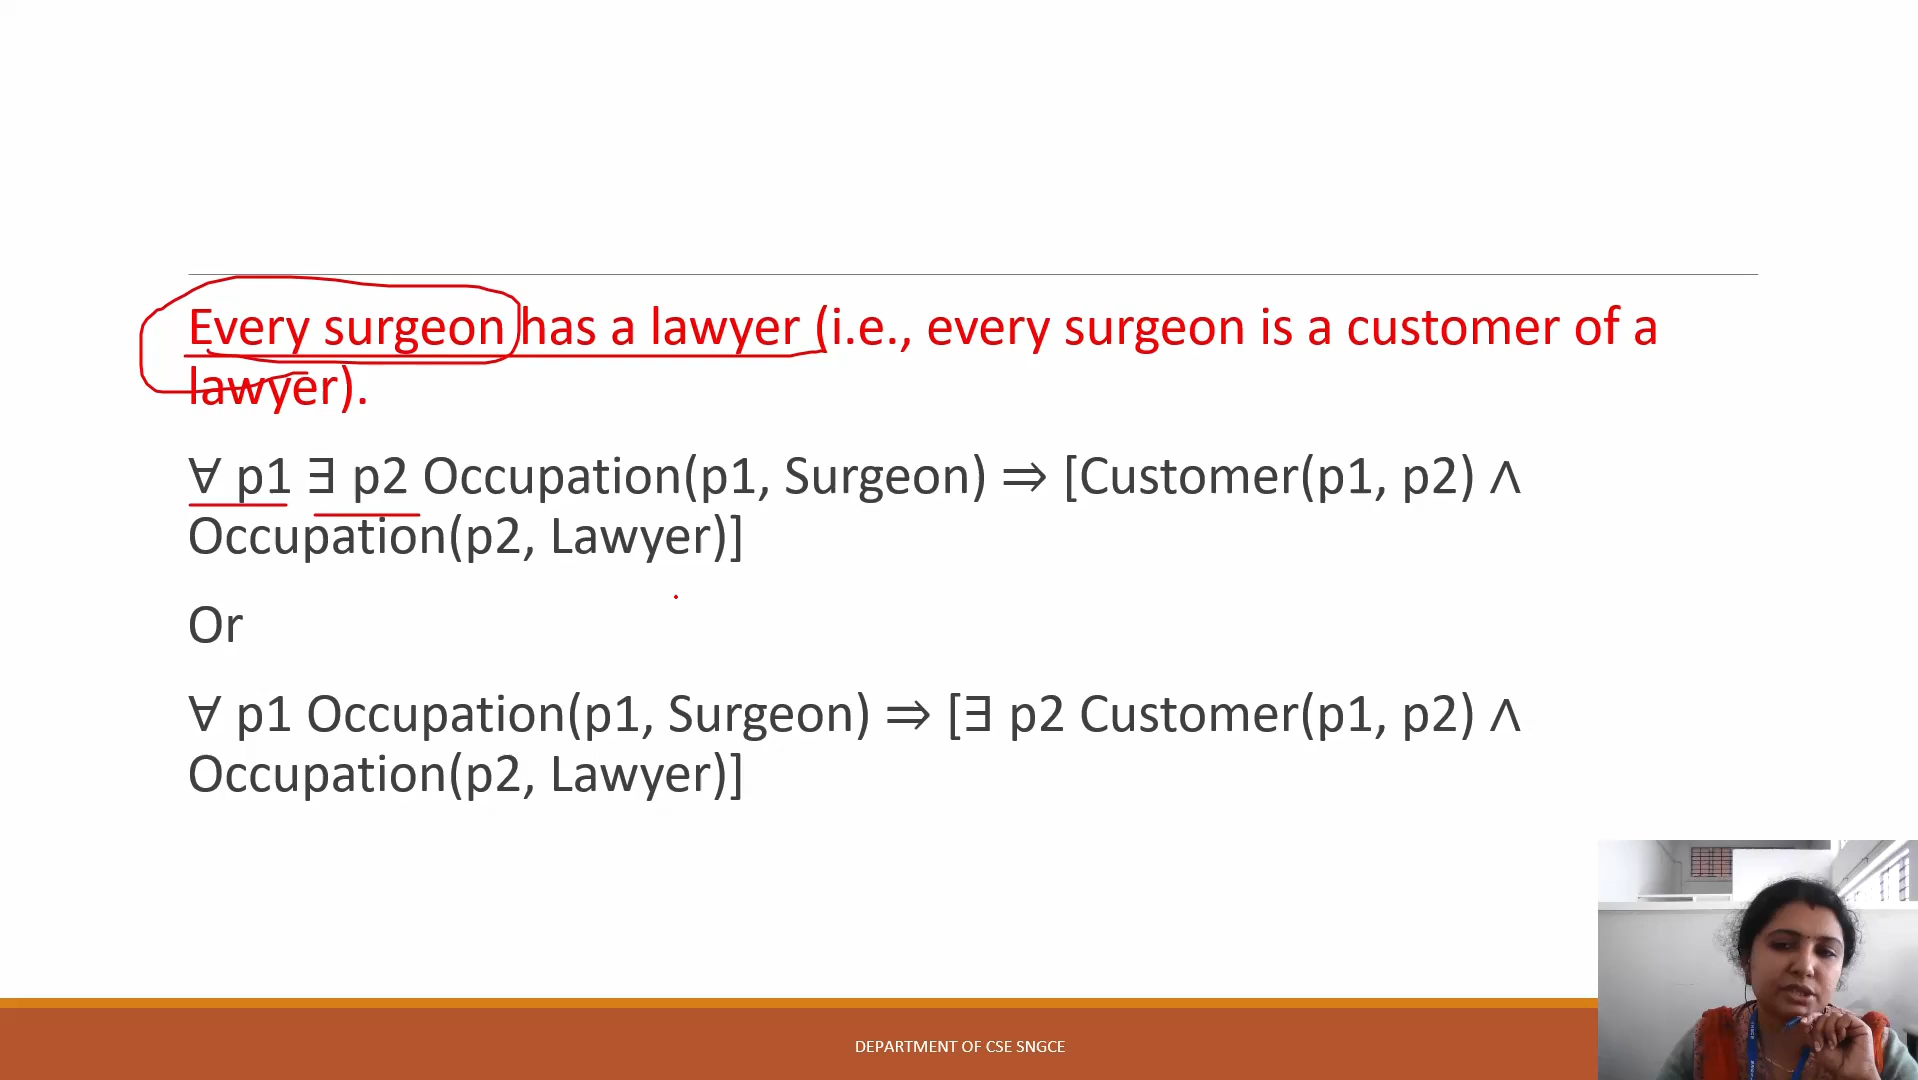 Every surgeon has a lawyer (i.e., every surgeon is a customer of a
lawyer).
∀ p1 ∃ p2 Occupation(p1, Surgeon) ⇒ [Customer(p1, p2) ∧
Occupation(p2, Lawyer)]
Or
∀ p1 Occupation(p1, Surgeon) ⇒ [∃ p2 Customer(p1, p2) ∧
Occupation(p2, Lawyer)]
DEPARTMENT OF CSE SNGCE